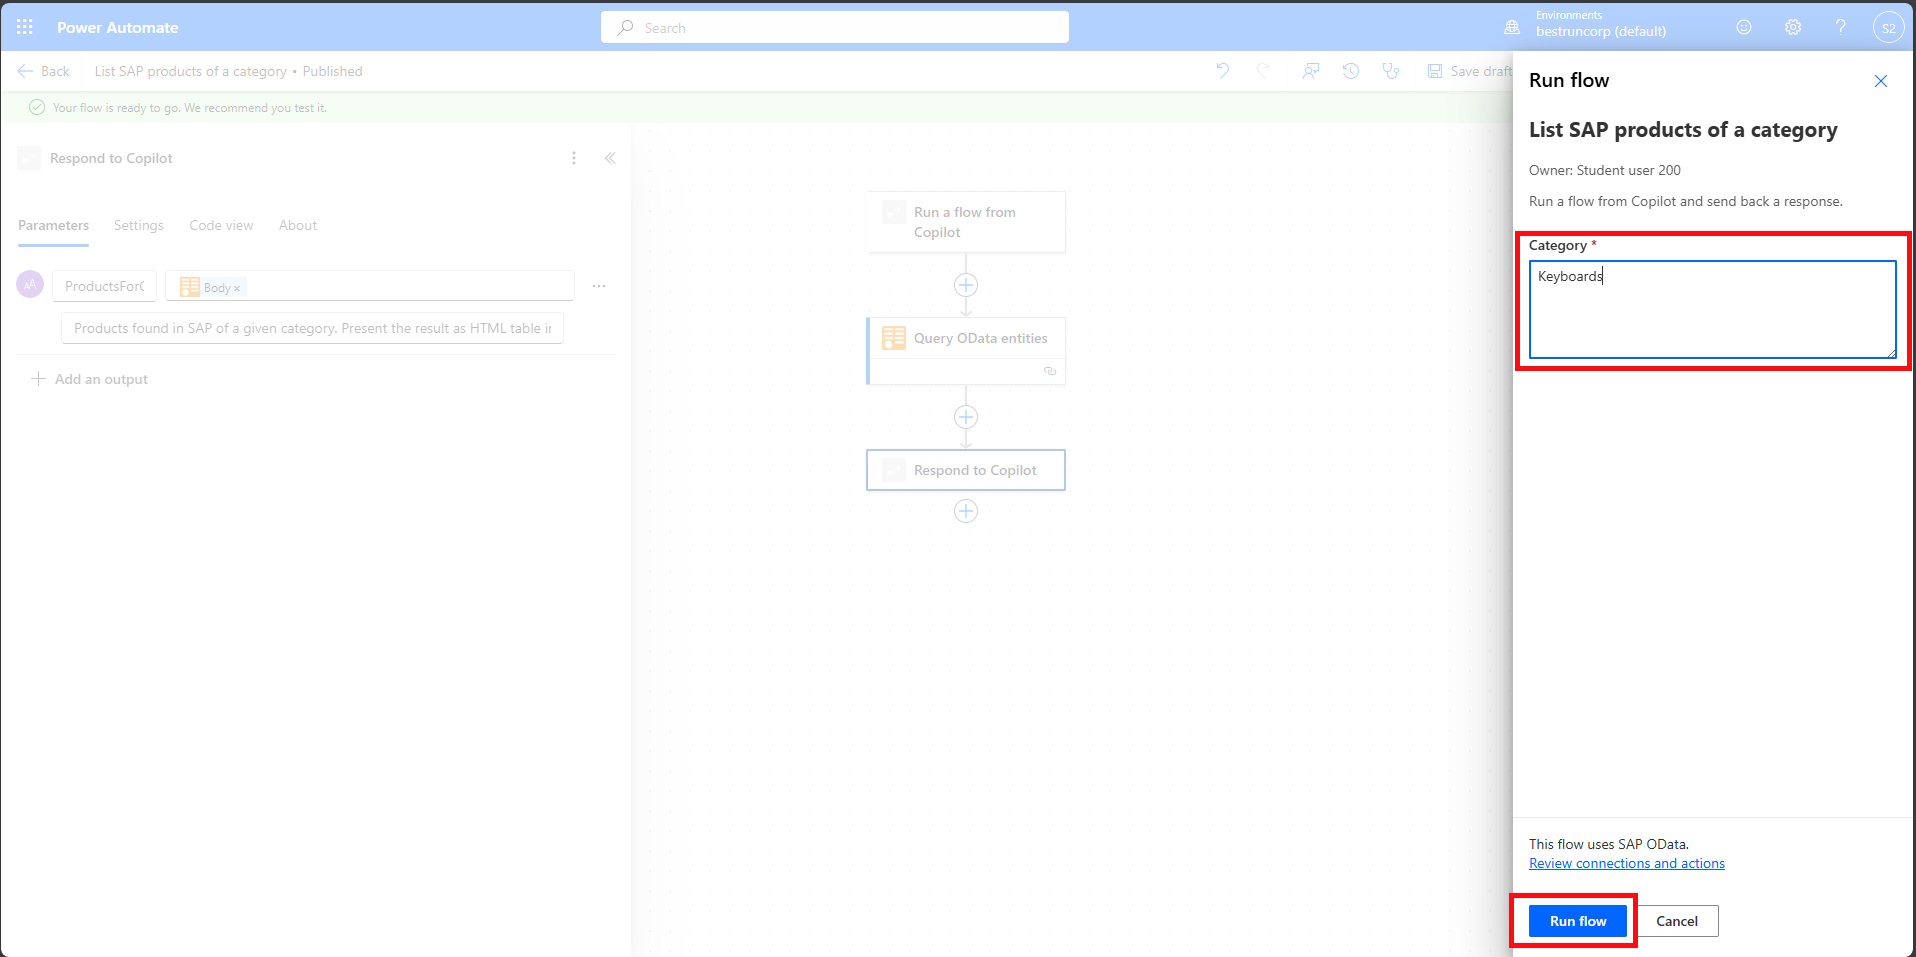 Power Automate
Search
Environments
bestruncorp (default)
S2
Back
List SAP products of a category • Published
Save draft
Your flow is ready to go. We recommend you test it.
Respond to Copilot
Parameters
Settings
Code view
About
AA
ProductsForC
Body ×
Products found in SAP of a given category. Present the result as HTML table in
Add an output
Run a flow from
Copilot
Query OData entities
Respond to Copilot
Run flow
List SAP products of a category
Owner: Student user 200
Run a flow from Copilot and send back a response.
Category *
Keyboards
This flow uses SAP OData.
Review connections and actions
Run flow
Cancel